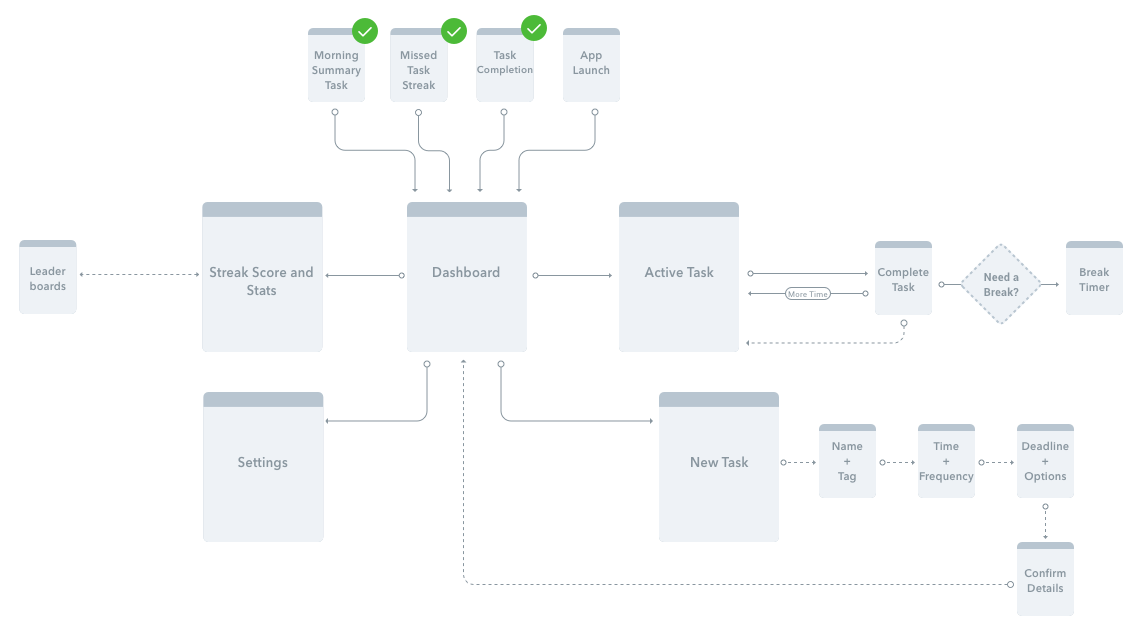 Morning
Summary
Task
Missed
Task
Streak
Task
Completion
App
Launch
Leader
boards
Streak Score and
Stats
Dashboard
Active Task
More Time
Complete
Task
Need a
Break?
Break
Timer
Settings
New Task
Name
+
Tag
Time
+
Frequency
Deadline
+
Options
Confirm
Details